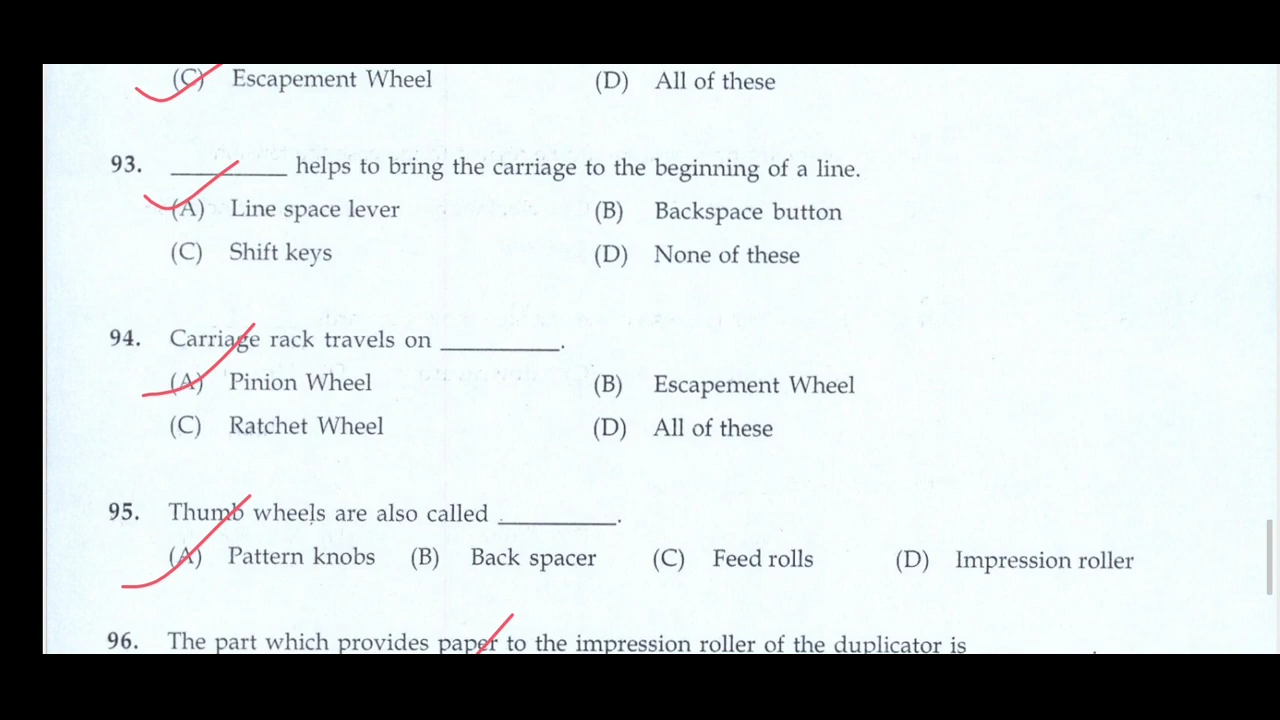 (C) Escapement Wheel (D) All of these
93. __________ helps to bring the carriage to the beginning of a line.
(A) Line space lever (B) Backspace button
(C) Shift keys (D) None of these
94. Carriage rack travels on __________.
(A) Pinion Wheel (B) Escapement Wheel
(C) Ratchet Wheel (D) All of these
95. Thumb wheels are also called __________.
(A) Pattern knobs (B) Back spacer (C) Feed rolls (D) Impression roller
96. The part which provides paper to the impression roller of the duplicator is __________.